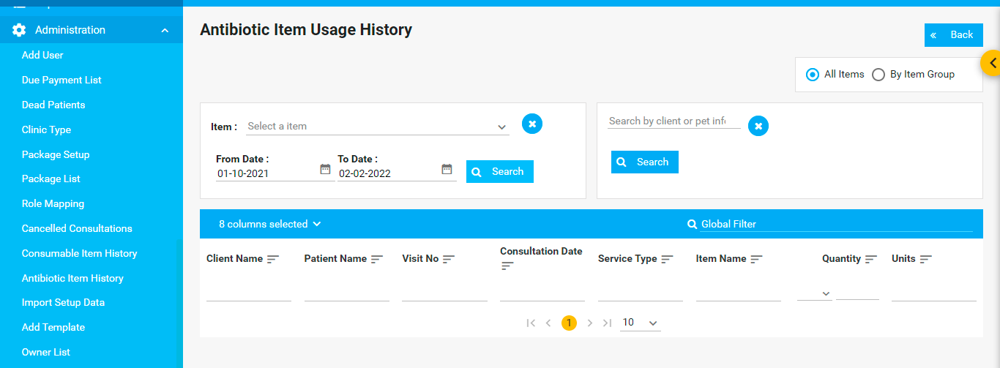 Administration
Add User
Due Payment List
Dead Patients
Clinic Type
Package Setup
Package List
Role Mapping
Cancelled Consultations
Consumable Item History
Antibiotic Item History
Import Setup Data
Add Template
Owner List
Antibiotic Item Usage History
Back
All Items By Item Group
Item : Select a item
From Date : To Date :
01-10-2021 02-02-2022 Search
Search by client or pet info
Search
8 columns selected Global Filter
Client Name Patient Name Visit No Consultation Date Service Type Item Name Quantity Units
1 10